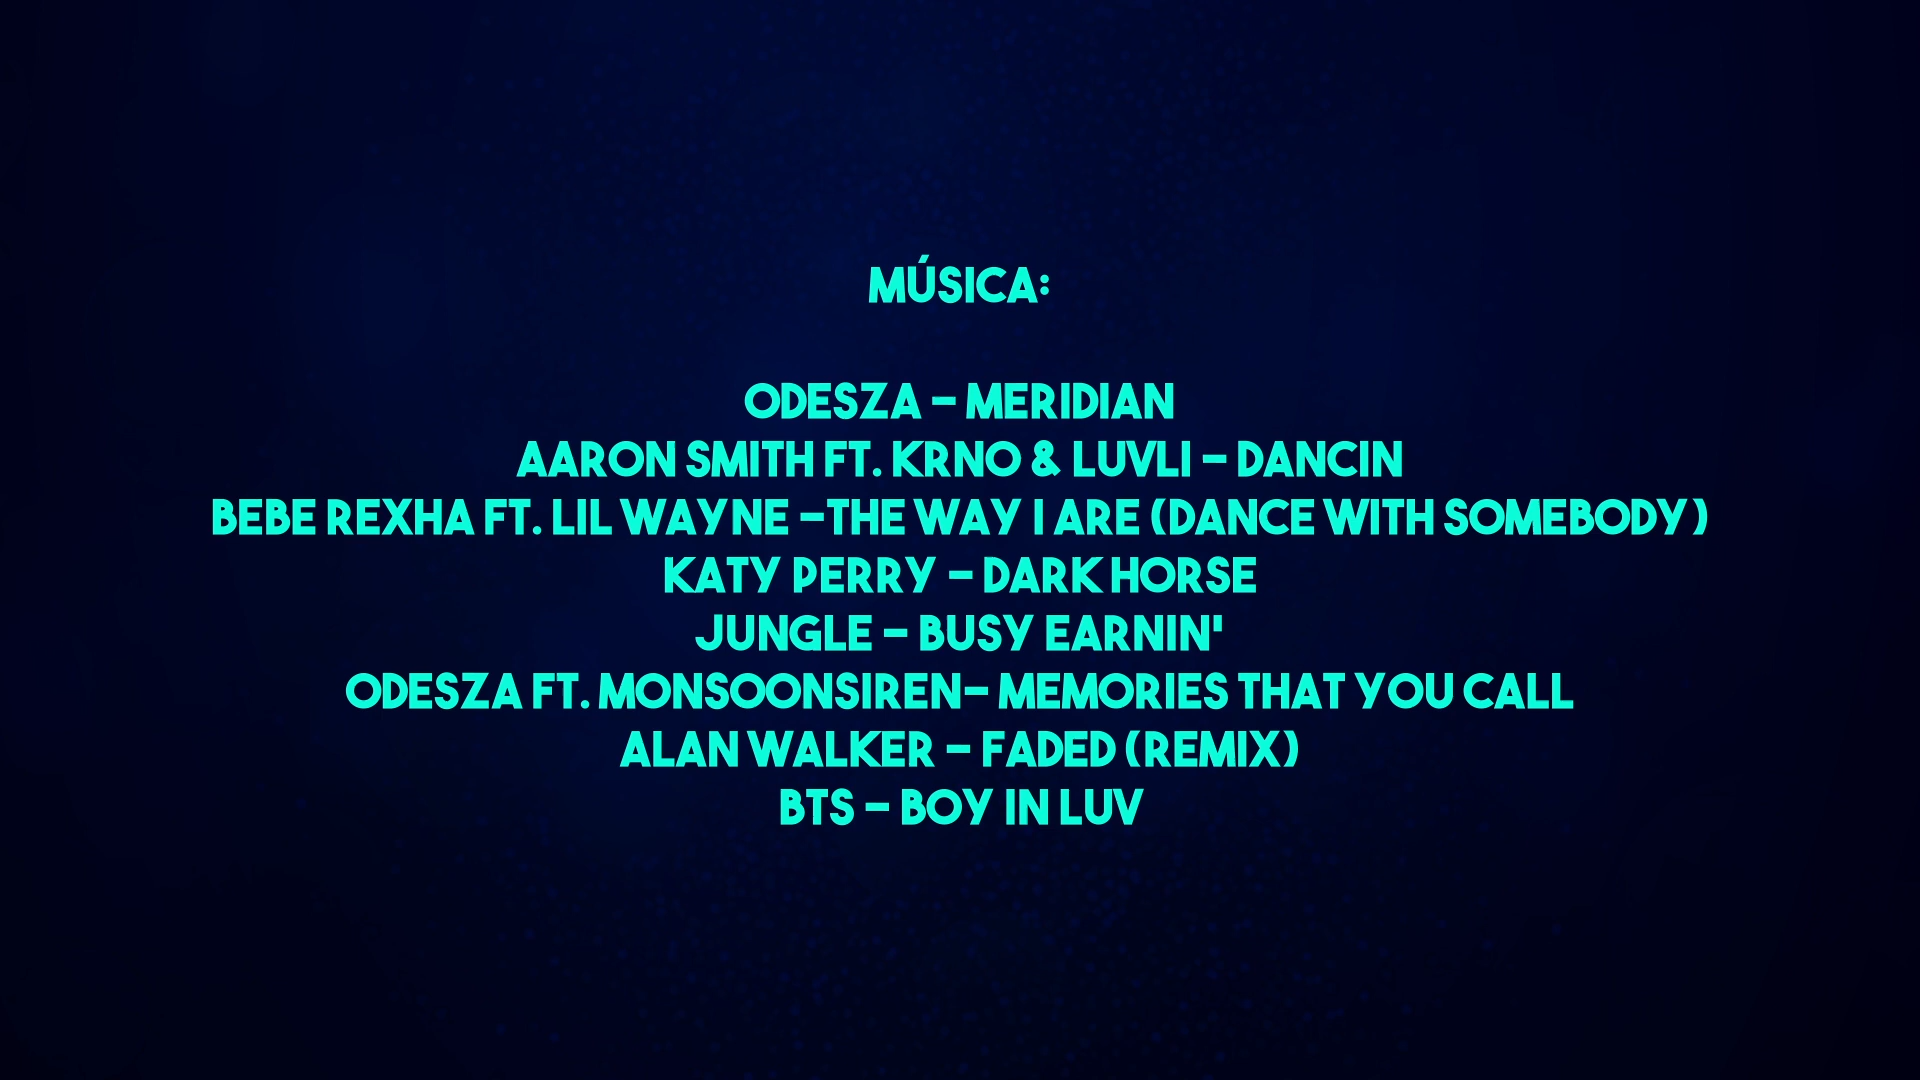 MÚSICA:
ODESZA - MERIDIAN
AARON SMITH FT. KRNO & LUVLI - DANCIN
BEBE REXHA FT. LIL WAYNE -THE WAY I ARE (DANCE WITH SOMEBODY)
KATY PERRY - DARK HORSE
JUNGLE - BUSY EARNIN'
ODESZA FT. MONSOONSIREN- MEMORIES THAT YOU CALL
ALAN WALKER - FADED (REMIX)
BTS - BOY IN LUV